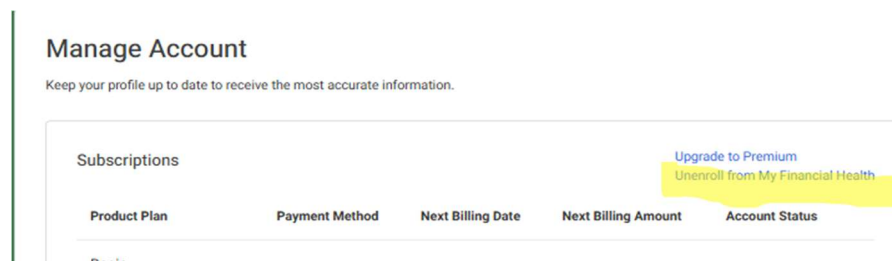 Manage Account
Keep your profile up to date to receive the most accurate information.
Subscriptions
Upgrade to Premium
Unenroll from My Financial Health
Product Plan Payment Method Next Billing Date Next Billing Amount Account Status